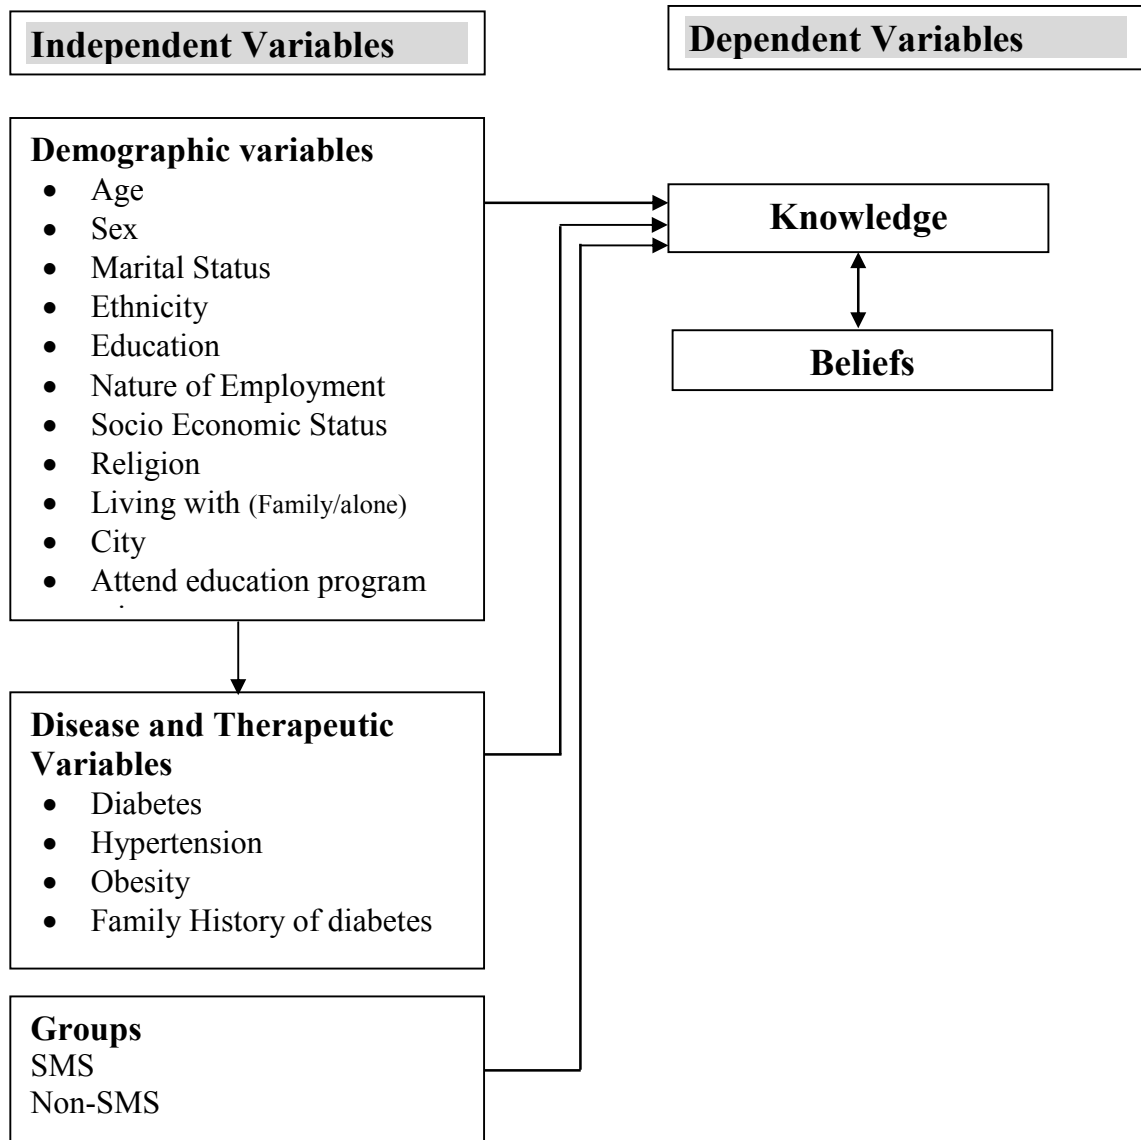 Independent Variables
Dependent Variables
Demographic variables
• Age
• Sex
• Marital Status
• Ethnicity
• Education
• Nature of Employment
• Socio Economic Status
• Religion
• Living with (Family/alone)
• City
• Attend education program
Knowledge
Beliefs
Disease and Therapeutic
Variables
• Diabetes
• Hypertension
• Obesity
• Family History of diabetes
Groups
SMS
Non-SMS